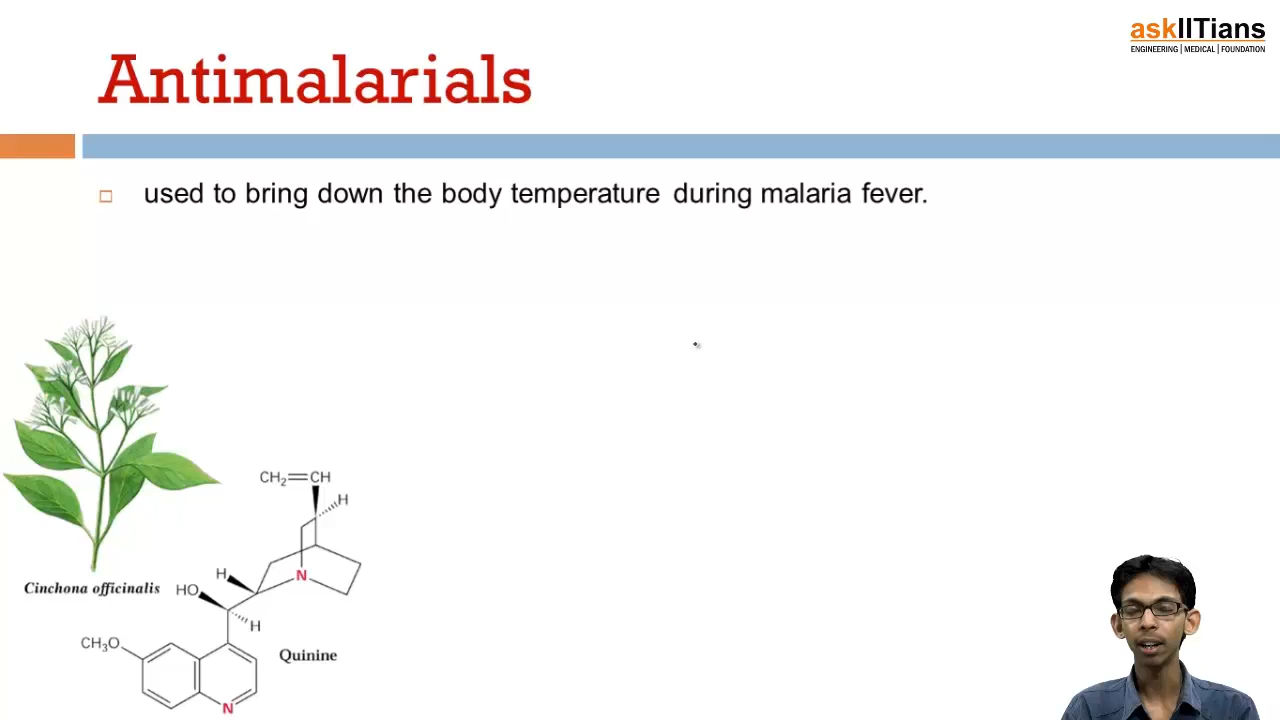 askIITians
ENGINEERING | MEDICAL | FOUNDATION
Antimalarials
used to bring down the body temperature during malaria fever.
CH2=CH
H
N
H
HO
H
Cinchona officinalis
CH3O
Quinine
N